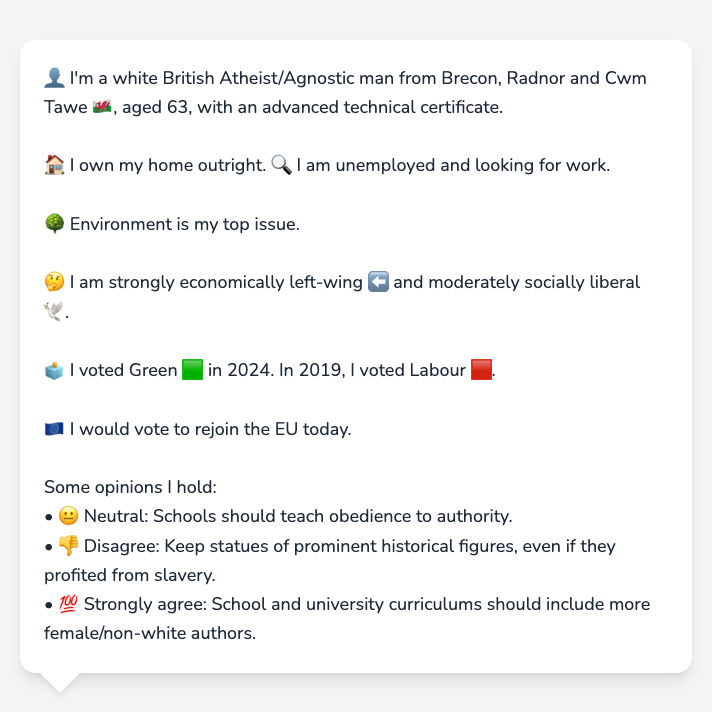 👤 I'm a white British Atheist/Agnostic man from Brecon, Radnor and Cwm
Tawe 🏴󠁧󠁢󠁷󠁬󠁳󠁿, aged 63, with an advanced technical certificate.
🏠 I own my home outright. 🔍 I am unemployed and looking for work.
🌳 Environment is my top issue.
🤔 I am strongly economically left-wing ⬅️ and moderately socially liberal
🕊️.
🗳️ I voted Green 🟩 in 2024. In 2019, I voted Labour 🟥.
🇪🇺 I would vote to rejoin the EU today.
Some opinions I hold:
• 😐 Neutral: Schools should teach obedience to authority.
• 👎 Disagree: Keep statues of prominent historical figures, even if they
profited from slavery.
• 💯 Strongly agree: School and university curriculums should include more
female/non-white authors.